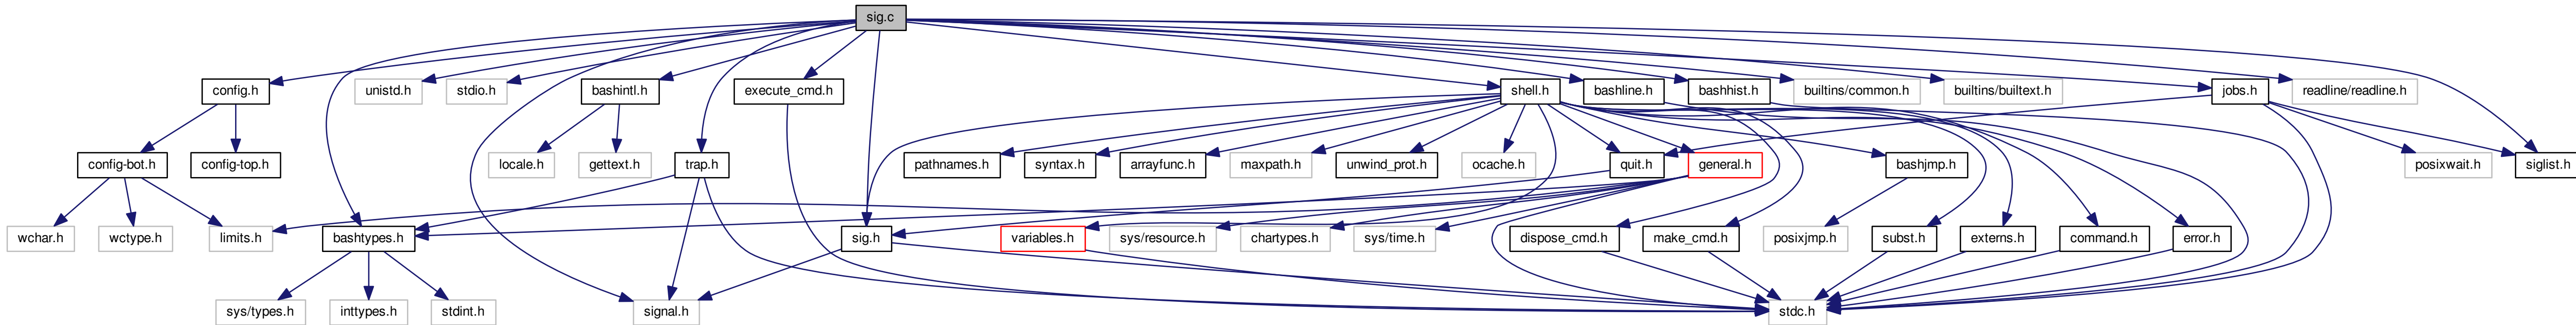 sig.c
config.h
unistd.h
stdio.h
bashintl.h
execute_cmd.h
shell.h
bashline.h
bashhist.h
builtins/common.h
builtins/builtext.h
jobs.h
readline/readline.h
config-bot.h
config-top.h
locale.h
gettext.h
trap.h
pathnames.h
syntax.h
arrayfunc.h
maxpath.h
unwind_prot.h
ocache.h
quit.h
general.h
bashjmp.h
posixwait.h
siglist.h
wchar.h
wctype.h
limits.h
bashtypes.h
sig.h
variables.h
sys/resource.h
chartypes.h
sys/time.h
dispose_cmd.h
make_cmd.h
posixjmp.h
subst.h
externs.h
command.h
error.h
sys/types.h
inttypes.h
stdint.h
signal.h
stdc.h